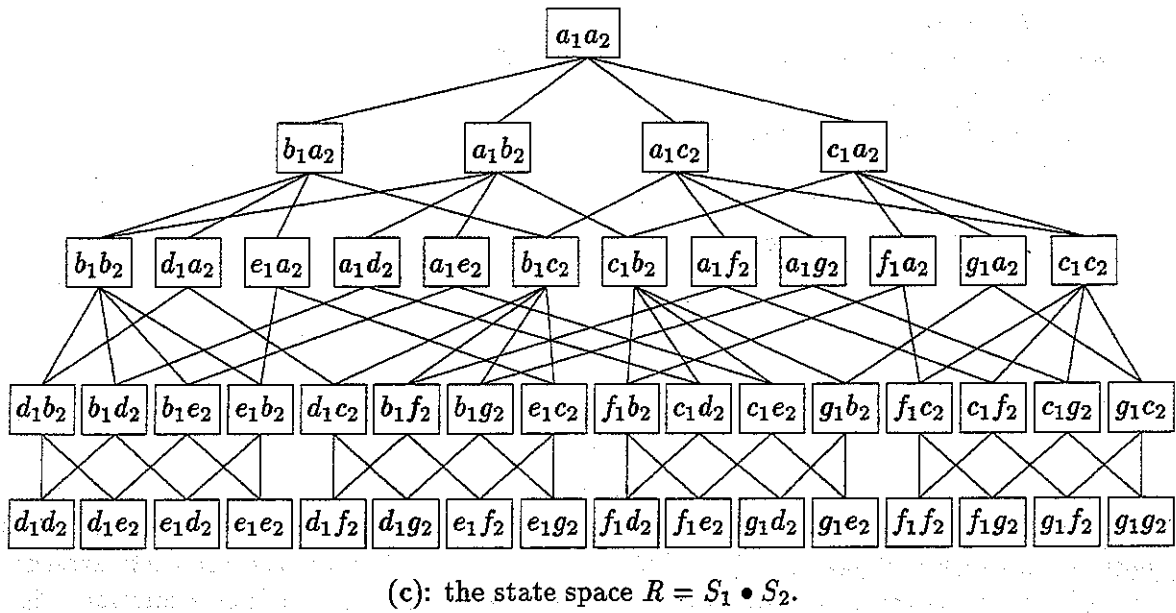 a₁a₂
b₁a₂ a₁b₂ a₁c₂ c₁a₂
b₁b₂ d₁a₂ e₁a₂ a₁d₂ a₁e₂ b₁c₂ c₁b₂ a₁f₂ a₁g₂ f₁a₂ g₁a₂ c₁c₂
d₁b₂ b₁d₂ b₁e₂ e₁b₂ d₁c₂ b₁f₂ b₁g₂ e₁c₂ f₁b₂ c₁d₂ c₁e₂ g₁b₂ f₁c₂ c₁f₂ c₁g₂ g₁c₂
d₁d₂ d₁e₂ e₁d₂ e₁e₂ d₁f₂ d₁g₂ e₁f₂ e₁g₂ f₁d₂ f₁e₂ g₁d₂ g₁e₂ f₁f₂ f₁g₂ g₁f₂ g₁g₂
(c): the state space R = S₁ • S₂.